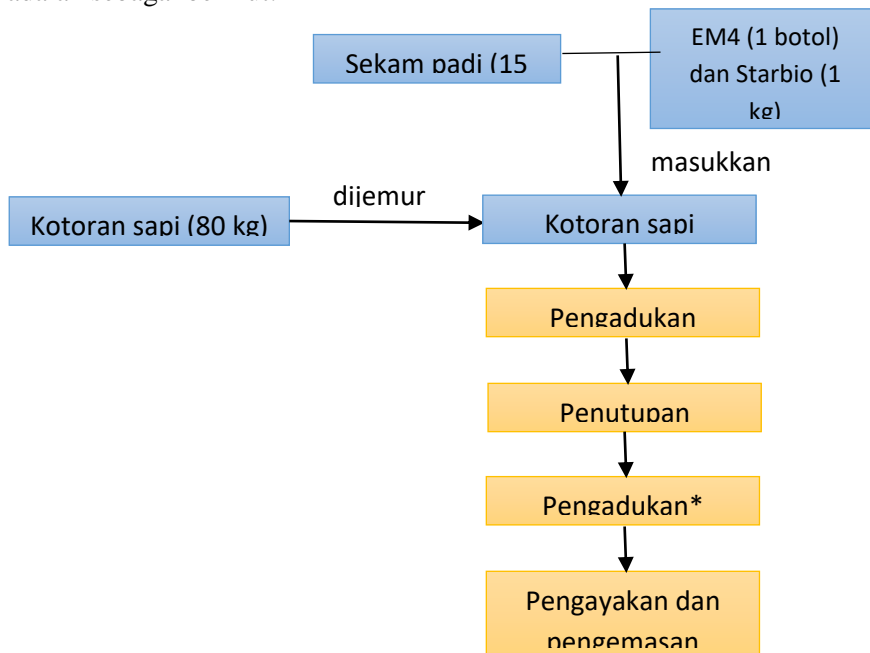 Sekam padi (15
EM4 (1 botol)
dan Starbio (1
kg)
masukkan
dijemur
Kotoran sapi (80 kg)
Kotoran sapi
Pengadukan
Penutupan
Pengadukan*
Pengayakan dan
pengemasan